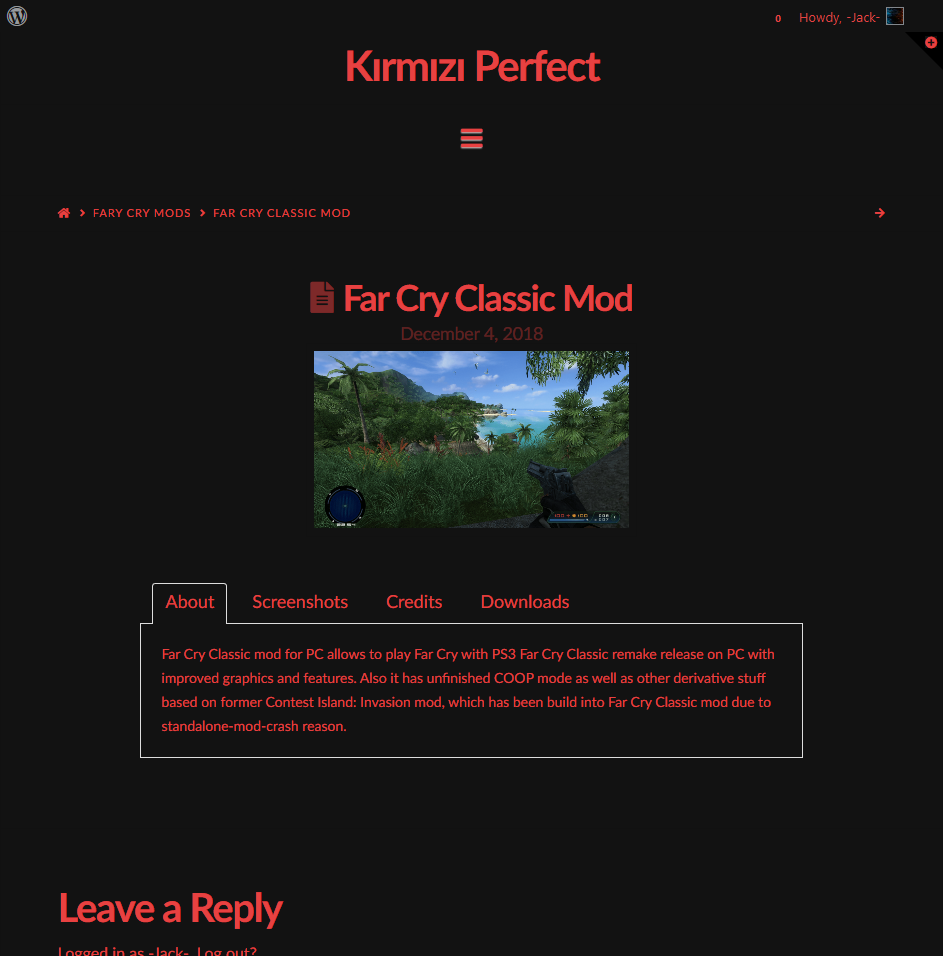 0 Howdy, -Jack-
Kırmızı Perfect
FARY CRY MODS FAR CRY CLASSIC MOD
Far Cry Classic Mod
December 4, 2018
About Screenshots Credits Downloads
Far Cry Classic mod for PC allows to play Far Cry with PS3 Far Cry Classic remake release on PC with
improved graphics and features. Also it has unfinished COOP mode as well as other derivative stuff
based on former Contest Island: Invasion mod, which has been build into Far Cry Classic mod due to
standalone-mod-crash reason.
Leave a Reply
Logged in as -Jack-. Log out?